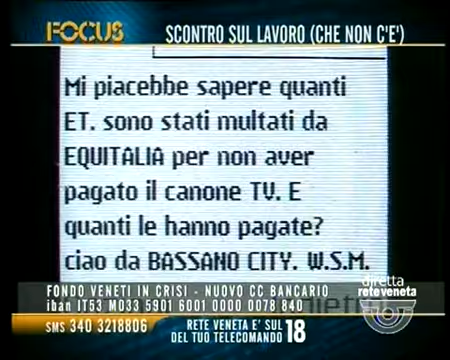 FOCUS
SCONTRO SUL LAVORO (CHE NON C'E')
Mi piacebbe sapere quanti
ET. sono stati multati da
EQUITALIA per non aver
pagato il canone TV. E
quanti le hanno pagate?
ciao da BASSANO CITY. W.S.M.
diretta
reteveneta
FONDO VENETI IN CRISI - NUOVO CC BANCARIO
iban IT53 M033 5901 6001 0000 0078 840
SMS 340 3218806
RETE VENETA E' SUL
DEL TUO TELECOMANDO 18